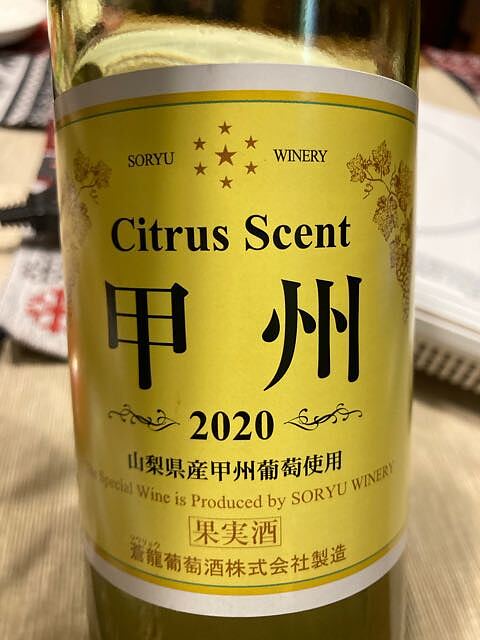 SORYU WINERY
Citrus Scent
甲州
2020
山梨県産甲州葡萄使用
The Special Wine is Produced by SORYU WINERY
果実酒
蒼龍葡萄酒株式会社製造